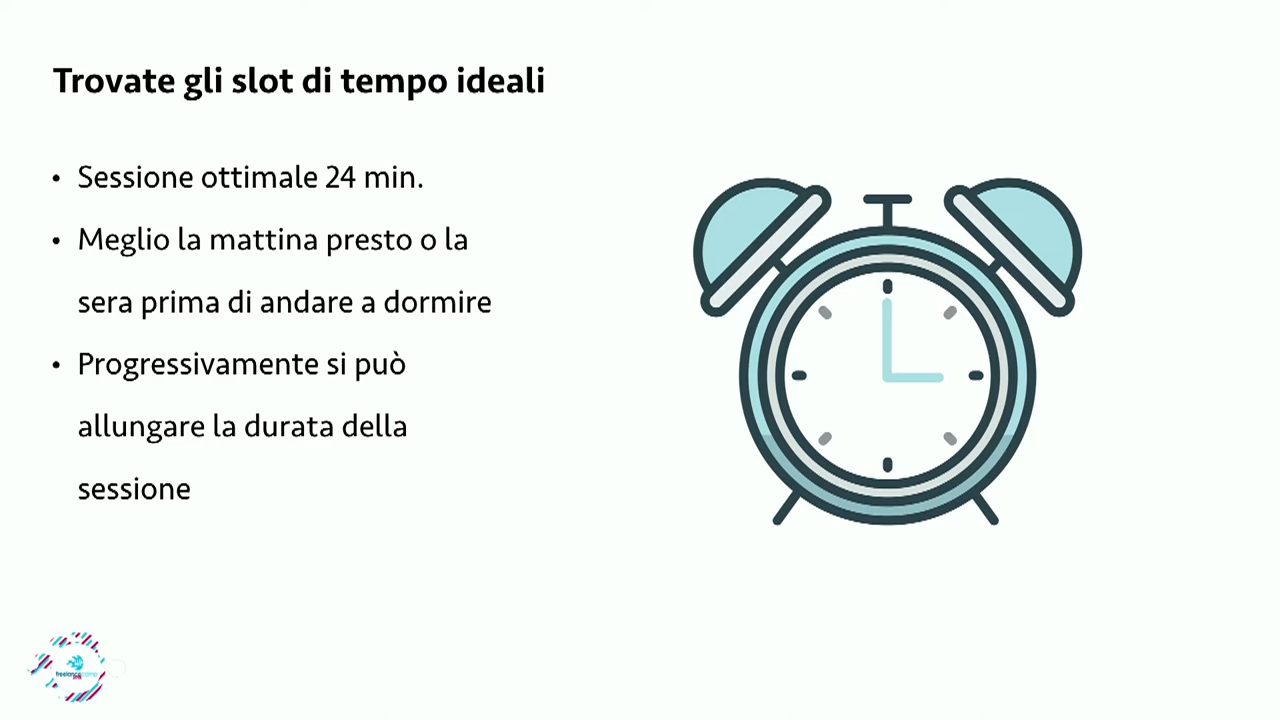 Trovate gli slot di tempo ideali
• Sessione ottimale 24 min.
• Meglio la mattina presto o la
sera prima di andare a dormire
• Progressivamente si può
allungare la durata della
sessione
freelancecamp